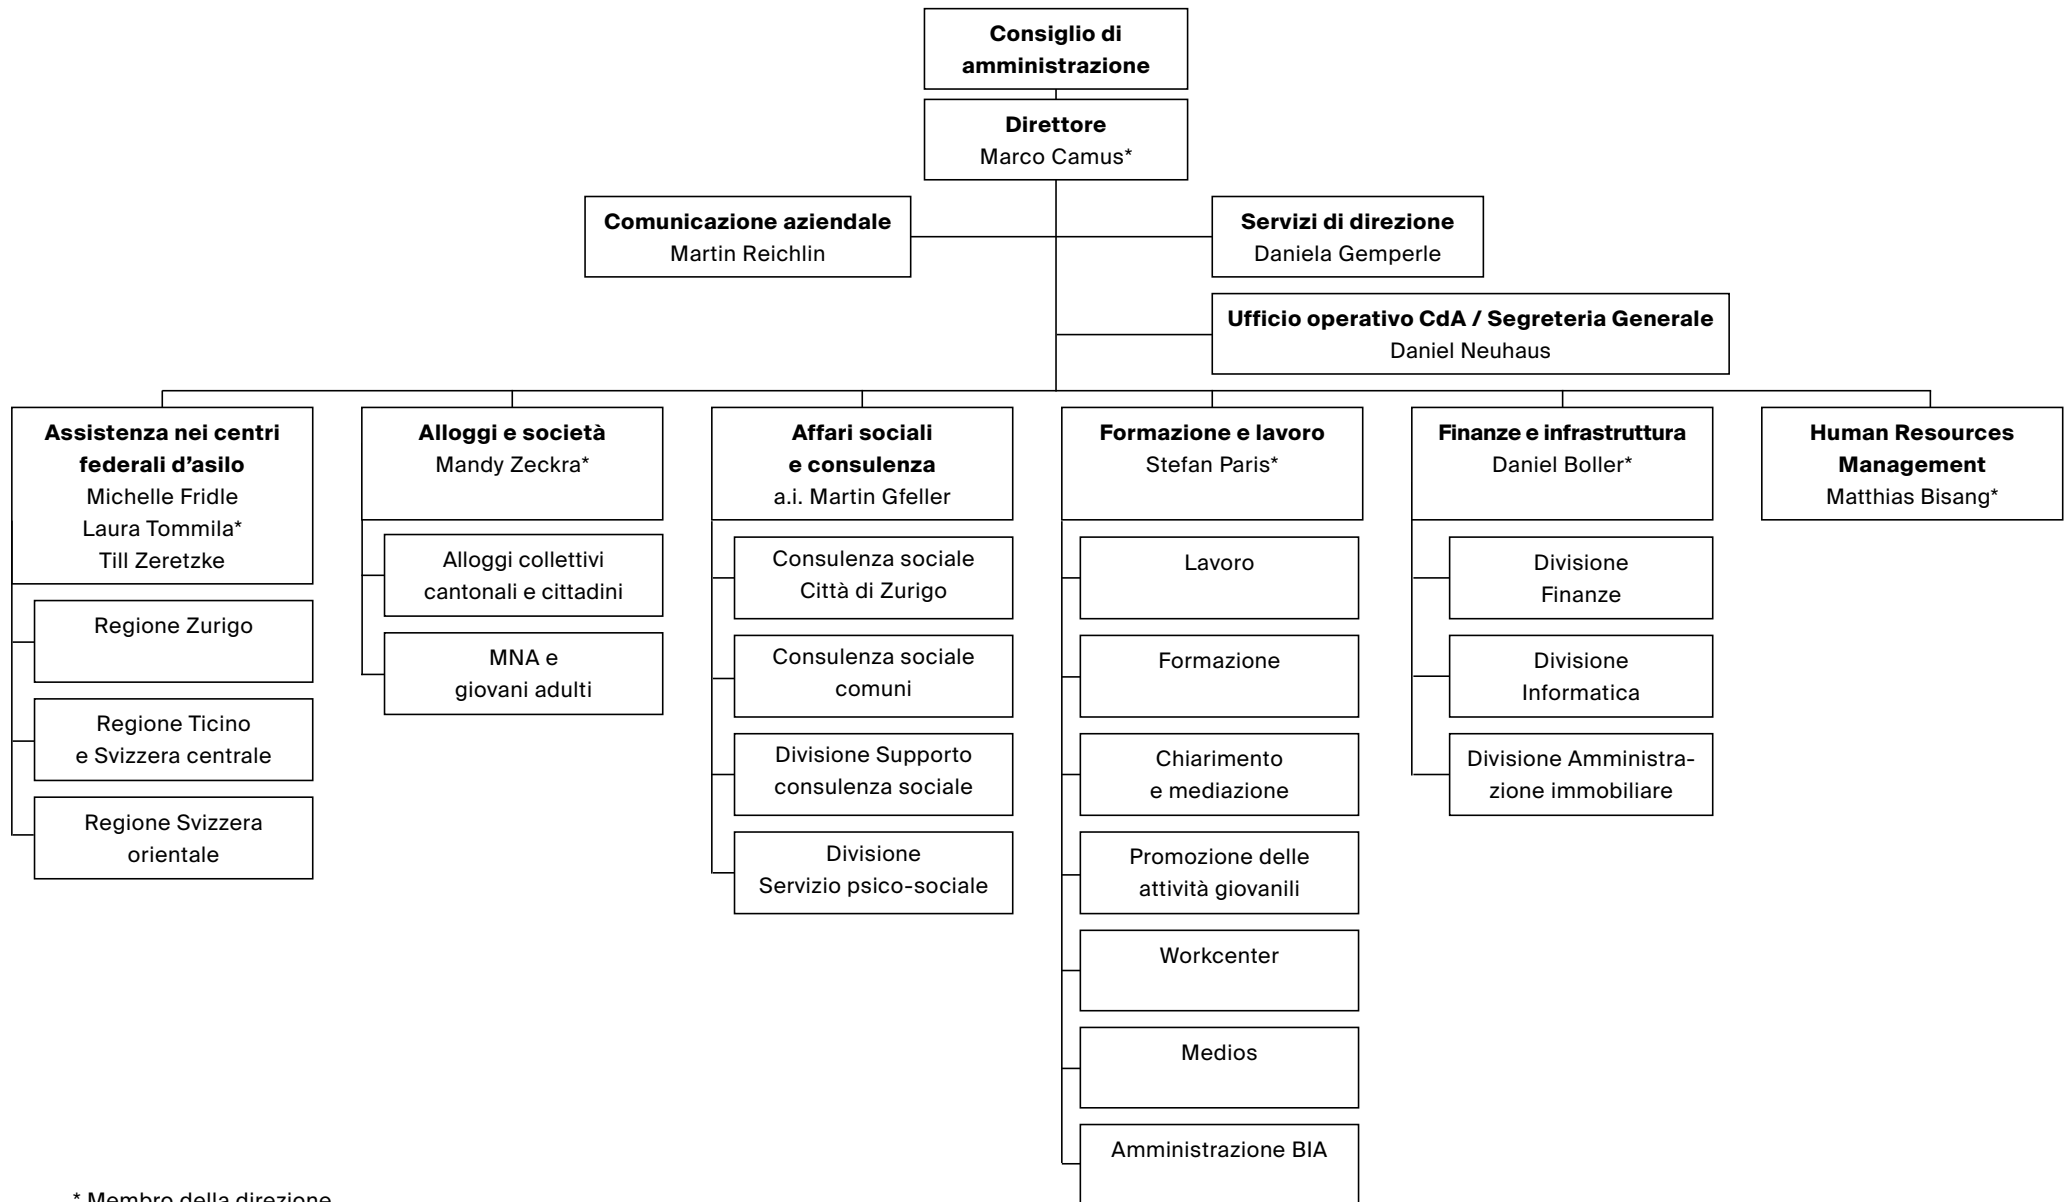 Consiglio di
amministrazione
Direttore
Marco Camus*
Comunicazione aziendale
Martin Reichlin
Servizi di direzione
Daniela Gemperle
Ufficio operativo CdA / Segreteria Generale
Daniel Neuhaus
Assistenza nei centri
federali d’asilo
Michelle Fridle
Laura Tommila*
Till Zeretzke
Regione Zurigo
Regione Ticino
e Svizzera centrale
Regione Svizzera
orientale
Alloggi e società
Mandy Zeckra*
Alloggi collettivi
cantonali e cittadini
MNA e
giovani adulti
Affari sociali
e consulenza
a.i. Martin Gfeller
Consulenza sociale
Città di Zurigo
Consulenza sociale
comuni
Divisione Supporto
consulenza sociale
Divisione
Servizio psico-sociale
Formazione e lavoro
Stefan Paris*
Lavoro
Formazione
Chiarimento
e mediazione
Promozione delle
attività giovanili
Workcenter
Medios
Amministrazione BIA
Finanze e infrastruttura
Daniel Boller*
Divisione
Finanze
Divisione
Informatica
Divisione Amministra-
zione immobiliare
Human Resources
Management
Matthias Bisang*
* Membro della direzione